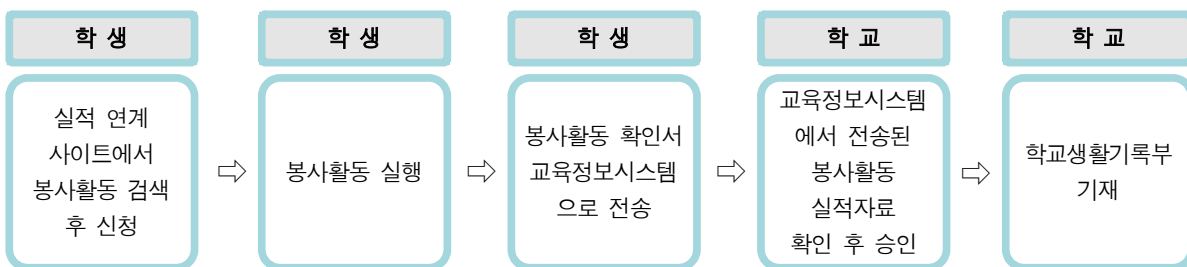 학 생
실적 연계
사이트에서
봉사활동 검색
후 신청
⇨
학 생
봉사활동 실행
⇨
학 생
봉사활동 확인서
교육정보시스템
으로 전송
⇨
학 교
교육정보시스템
에서 전송된
봉사활동
실적자료
확인 후 승인
⇨
학 교
학교생활기록부
기재